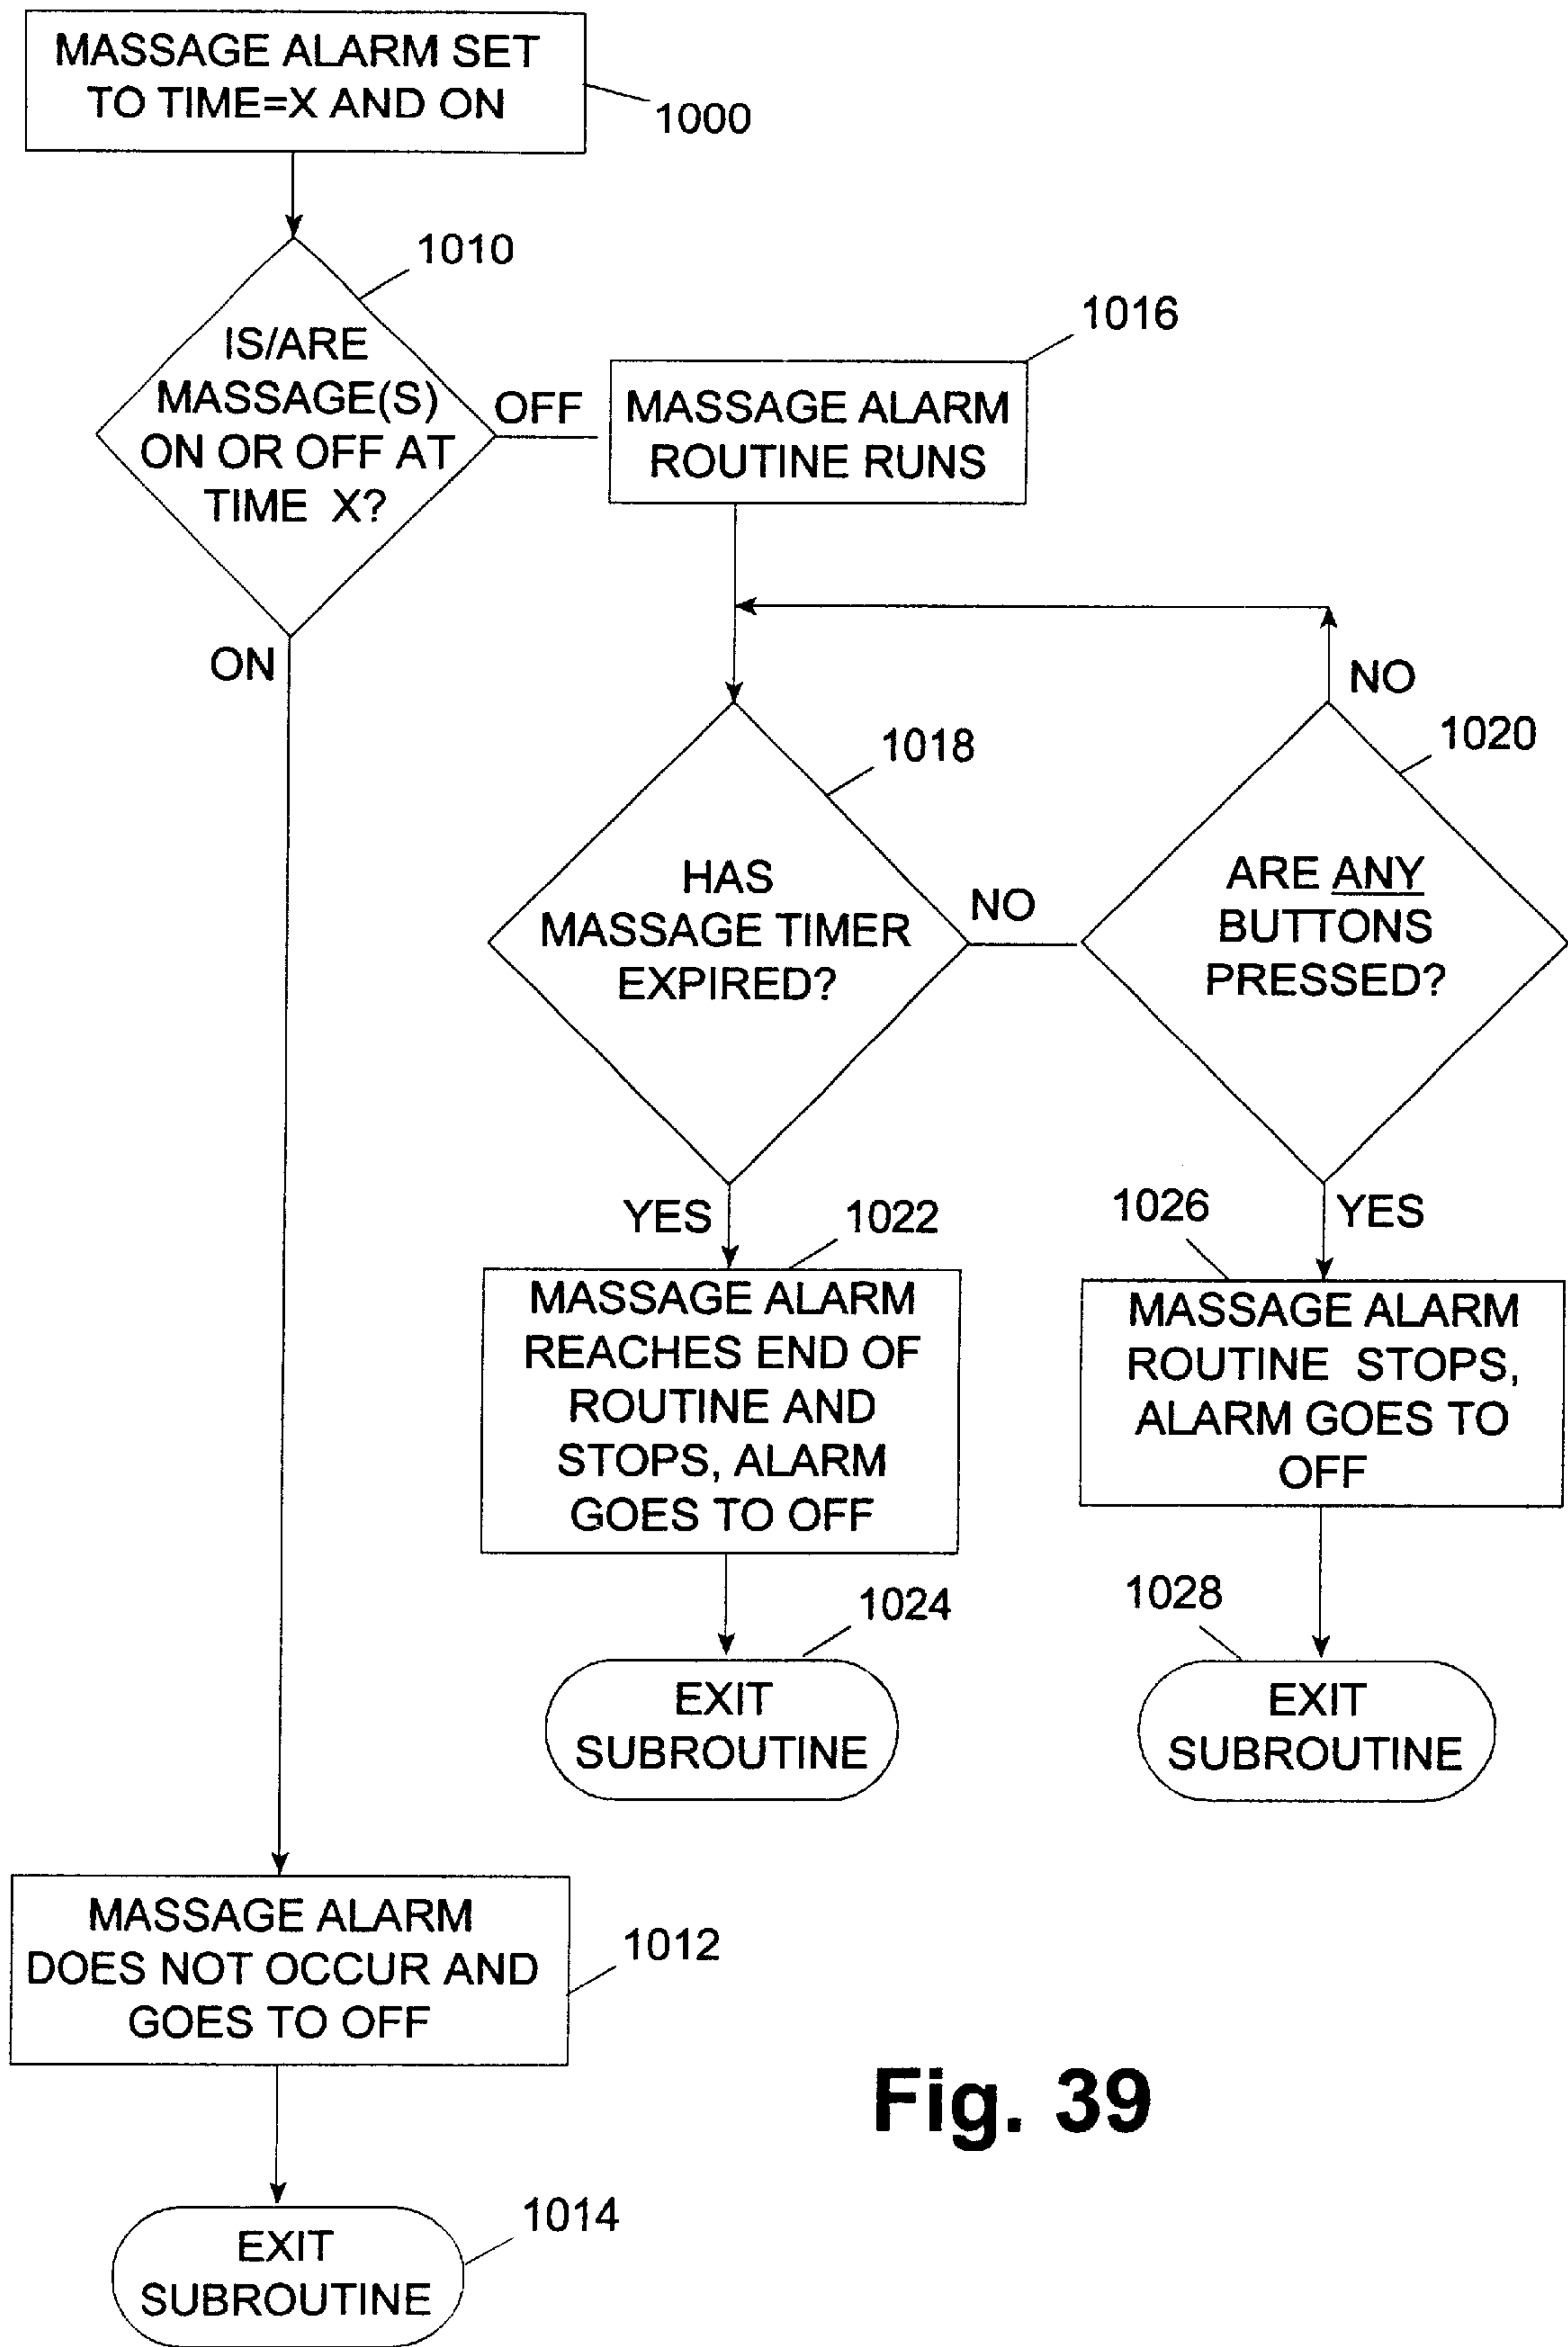 MASSAGE ALARM SET
TO TIME=X AND ON
1000
1010
IS/ARE
MASSAGE(S)
ON OR OFF AT
TIME X?
OFF
ON
1016
MASSAGE ALARM
ROUTINE RUNS
1018
HAS
MASSAGE TIMER
EXPIRED?
NO
1020
ARE ANY
BUTTONS
PRESSED?
NO
YES
1022
MASSAGE ALARM
REACHES END OF
ROUTINE AND
STOPS, ALARM
GOES TO OFF
1024
EXIT
SUBROUTINE
YES
1026
MASSAGE ALARM
ROUTINE STOPS,
ALARM GOES TO
OFF
1028
EXIT
SUBROUTINE
MASSAGE ALARM
DOES NOT OCCUR AND
GOES TO OFF
1012
EXIT
SUBROUTINE
1014
Fig. 39